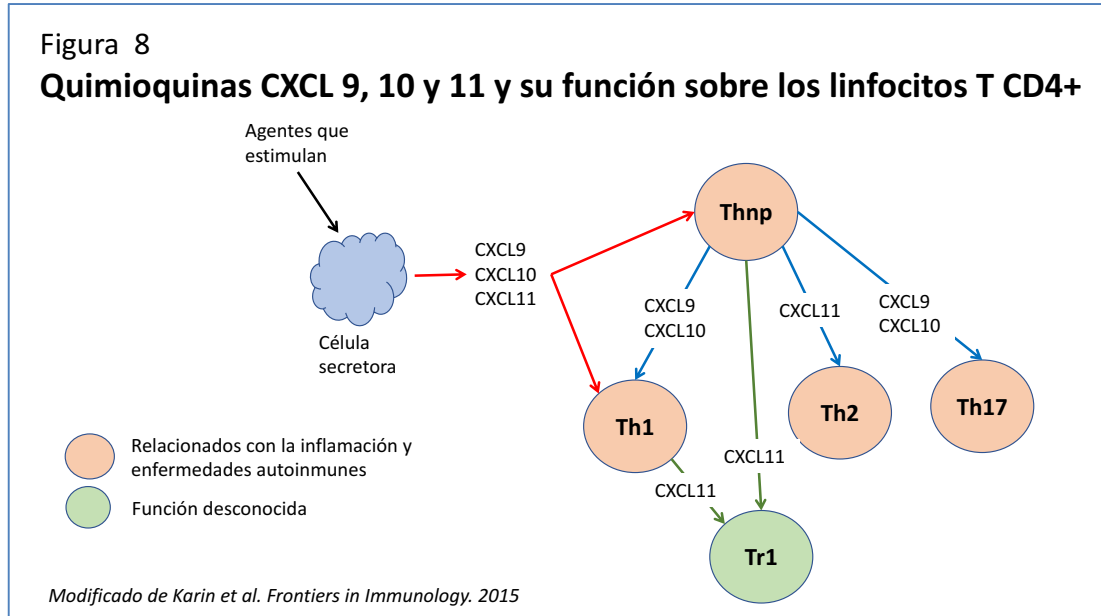 Figura 8
Quimioquinas CXCL 9, 10 y 11 y su función sobre los linfocitos T CD4+
Agentes que
estimulan
Célula
secretora
CXCL9
CXCL10
CXCL11
Thnp
CXCL9
CXCL10
CXCL11
CXCL9
CXCL10
Th1
Th2
Th17
CXCL11
CXCL11
Tr1
Relacionados con la inflamación y
enfermedades autoinmunes
Función desconocida
Modificado de Karin et al. Frontiers in Immunology. 2015